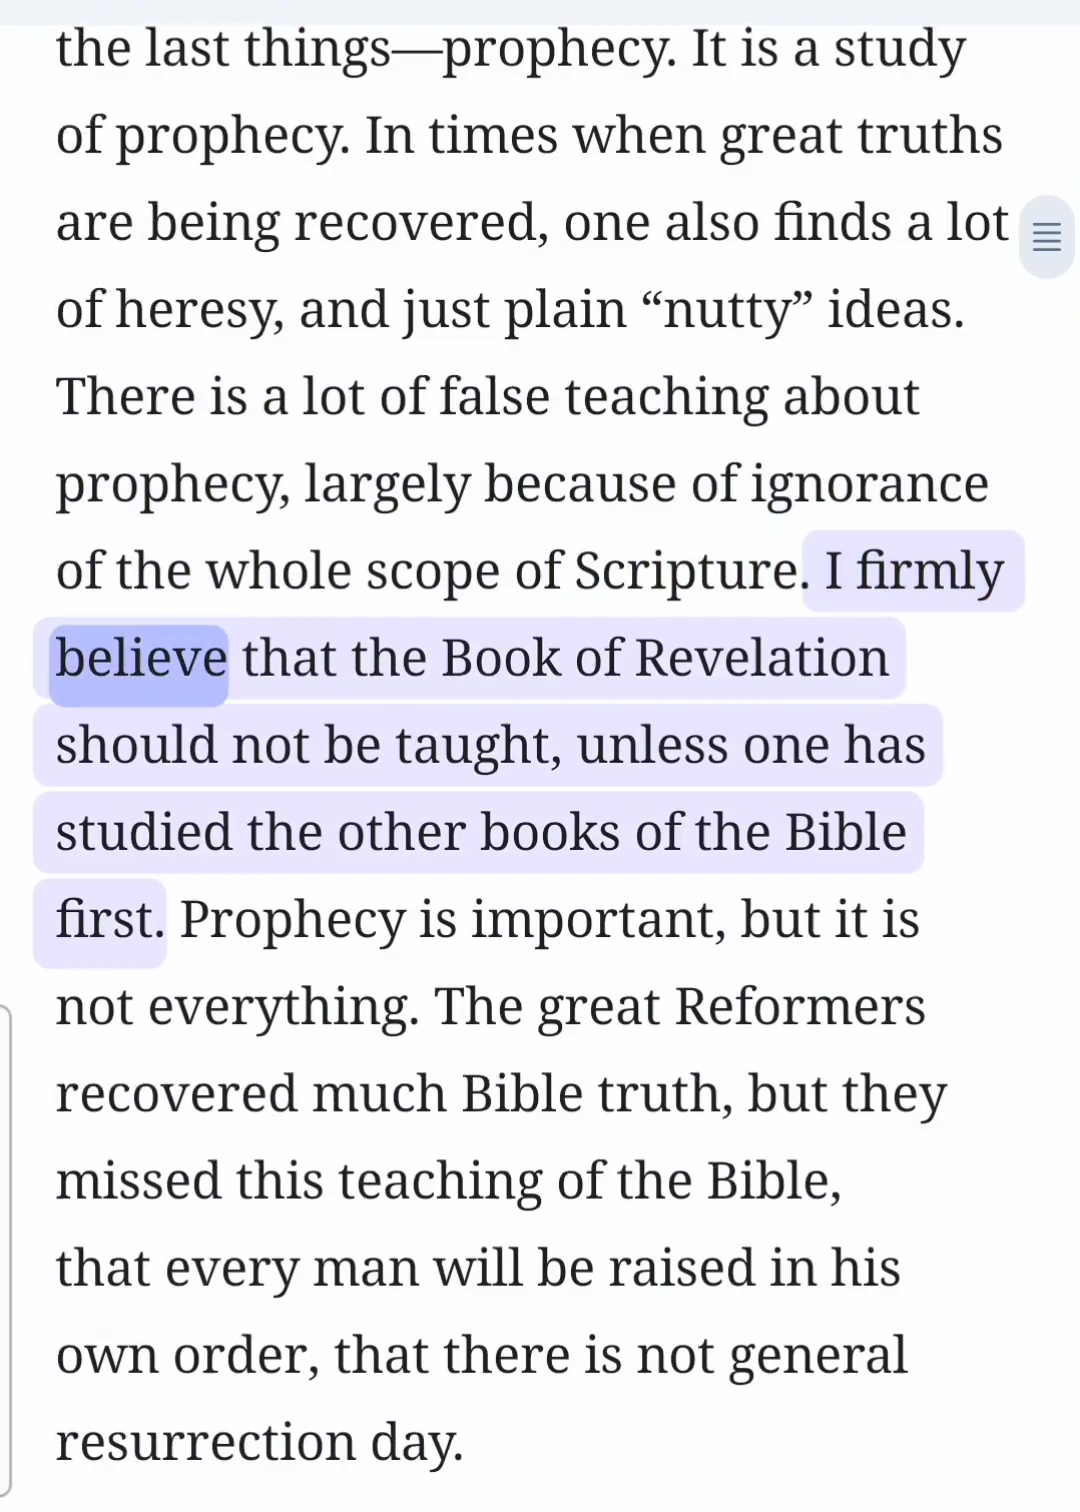 the last things—prophecy. It is a study
of prophecy. In times when great truths
are being recovered, one also finds a lot
of heresy, and just plain “nutty” ideas.
There is a lot of false teaching about
prophecy, largely because of ignorance
of the whole scope of Scripture. I firmly
believe that the Book of Revelation
should not be taught, unless one has
studied the other books of the Bible
first. Prophecy is important, but it is
not everything. The great Reformers
recovered much Bible truth, but they
missed this teaching of the Bible,
that every man will be raised in his
own order, that there is not general
resurrection day.